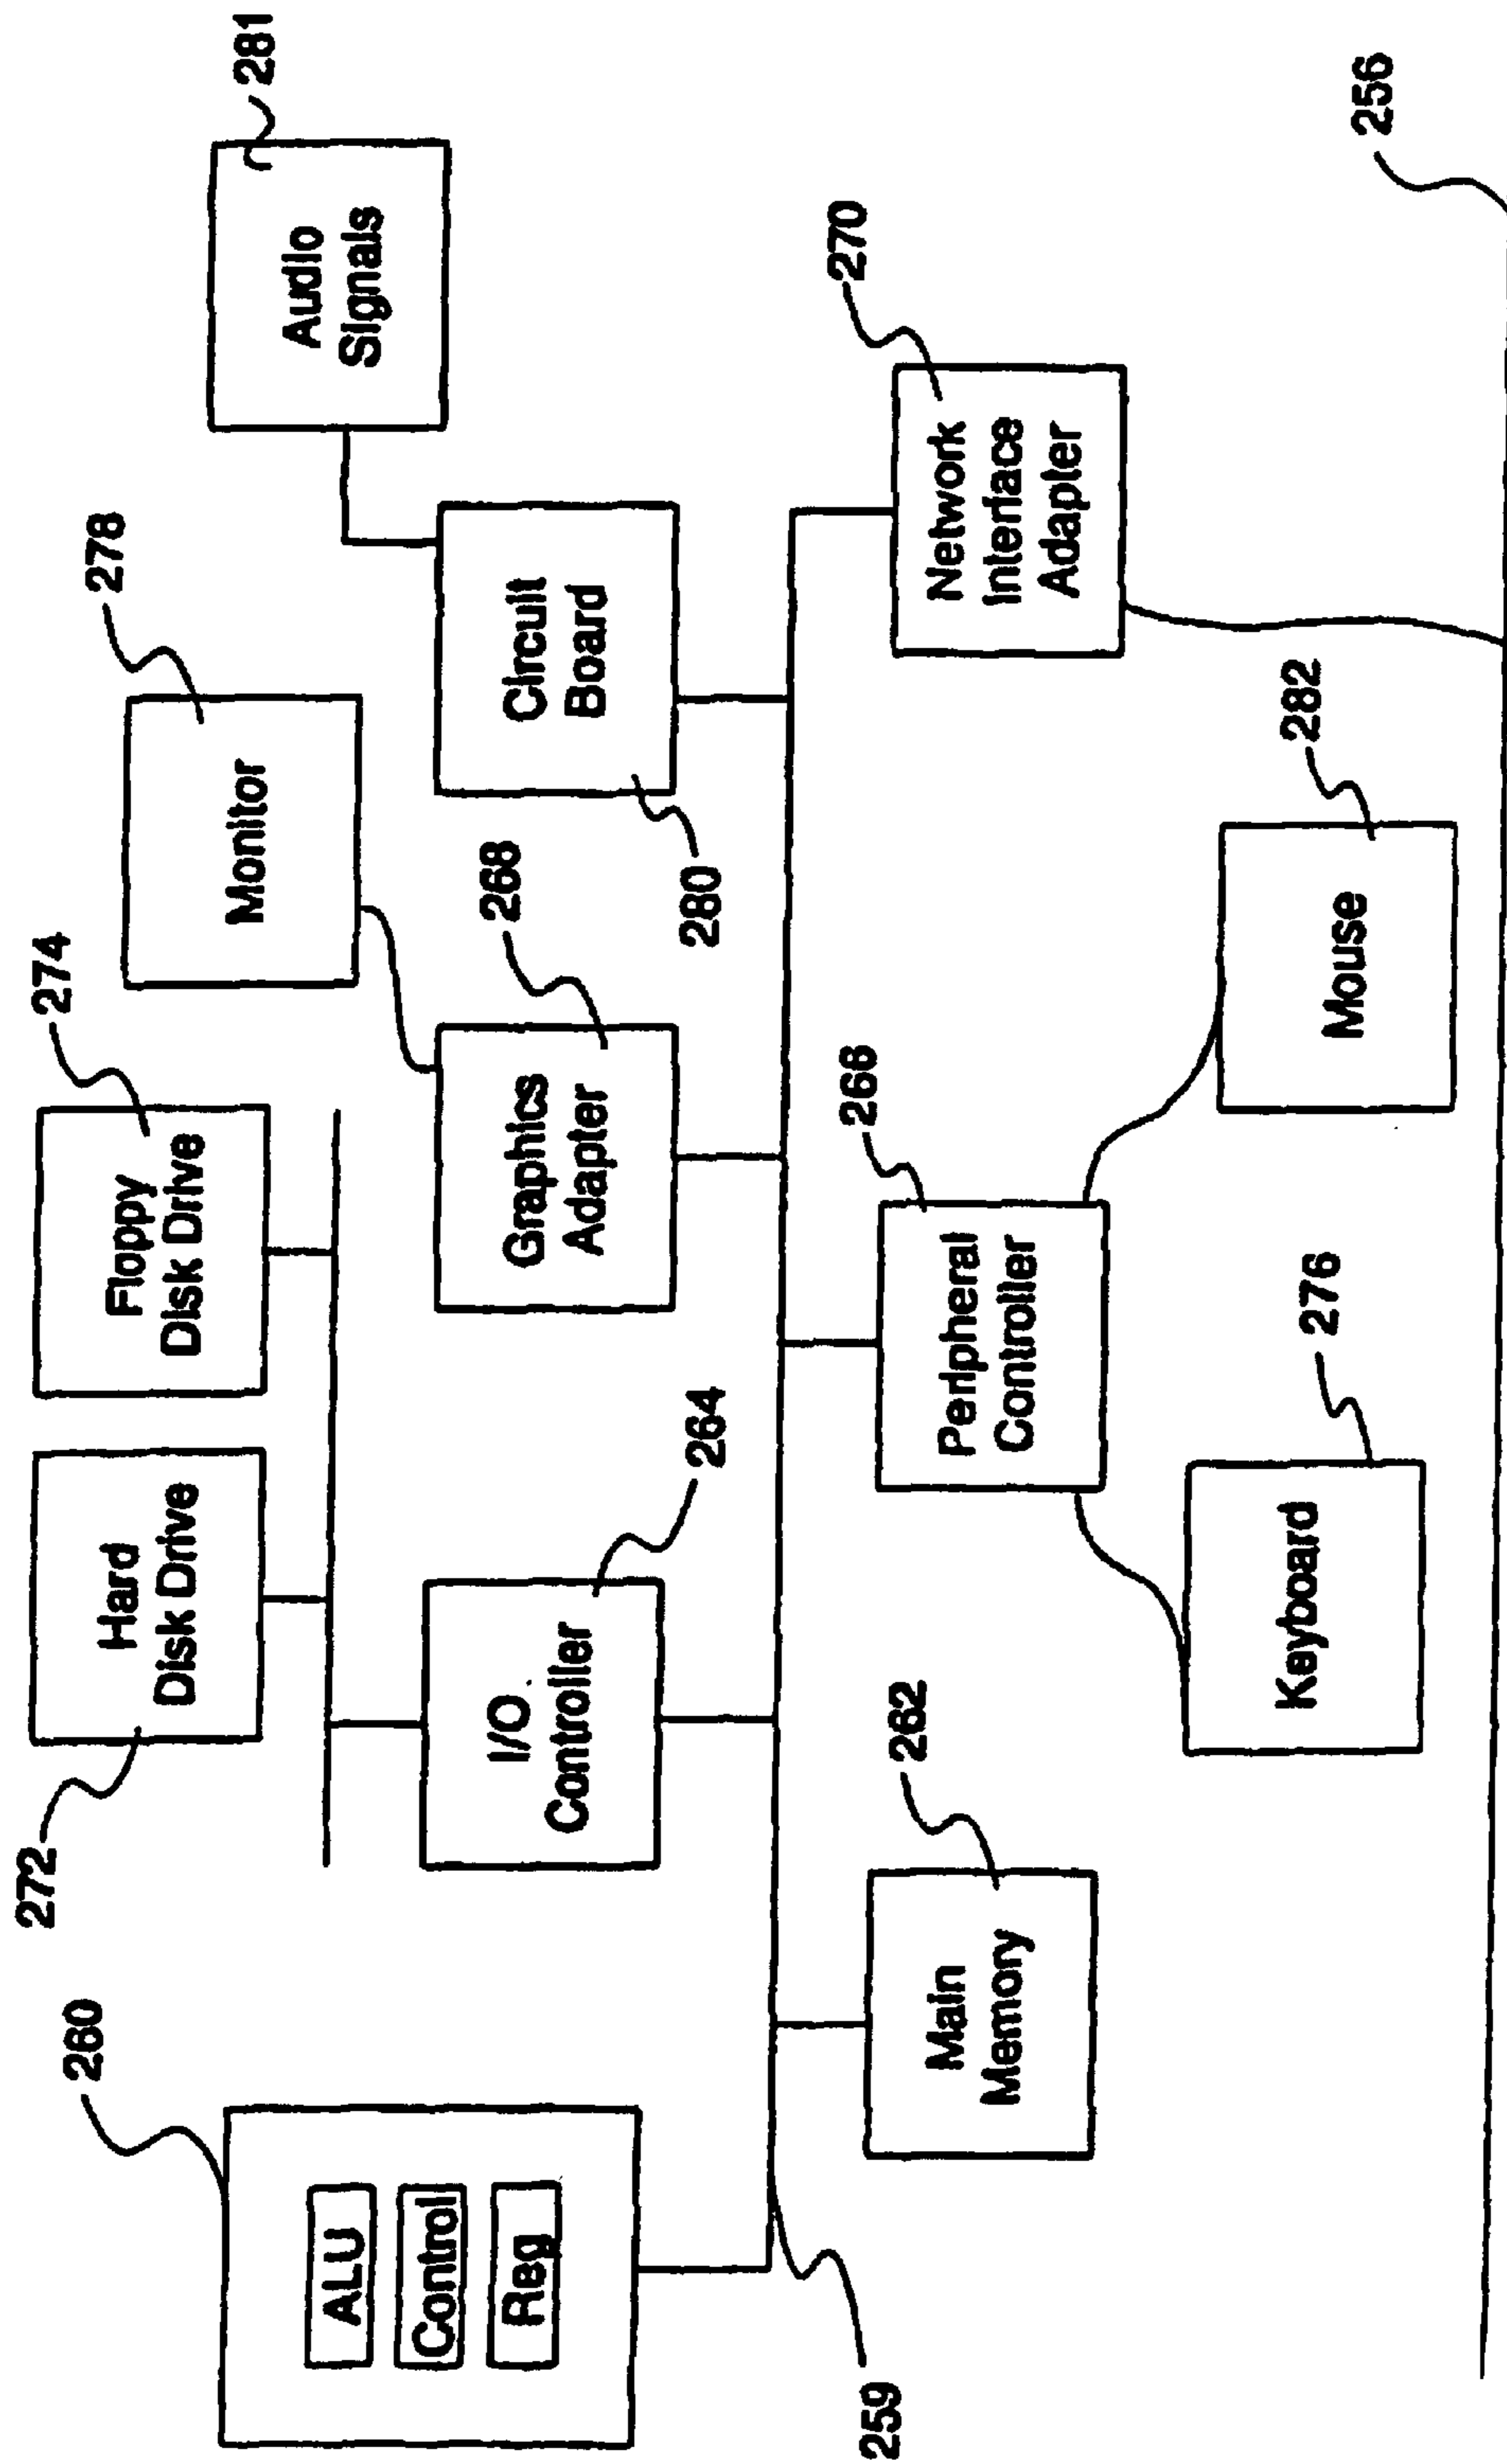 272
274
260
278
281
Hard
Disk Drive
Floppy
Disk Drive
Monitor
Audio
Signals
ALU
Control
Reg
I/O
Controller
264
Graphics
Adapter
268
Circuit
Board
280
259
262
Main
Memory
266
Peripheral
Controller
270
Network
Interface
Adapter
276
Keyboard
282
Mouse
256